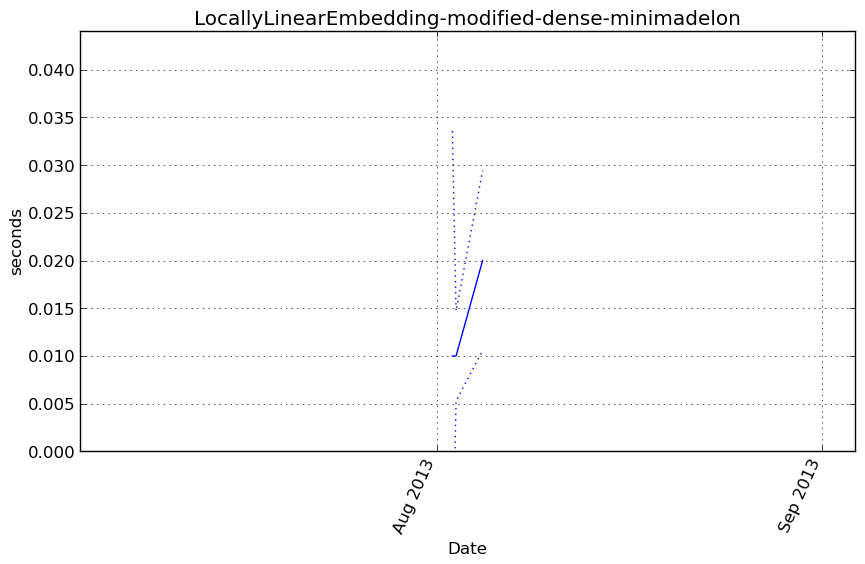 LocallyLinearEmbedding-modified-dense-minimadelon
0.040
0.035
0.030
0.025
0.020
0.015
0.010
0.005
0.000
seconds
Aug 2013
Sep 2013
Date